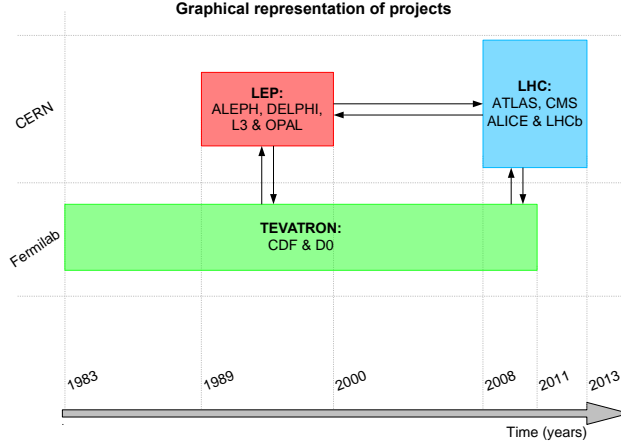 Graphical representation of projects
CERN
LEP:
ALEPH, DELPHI,
L3 & OPAL
LHC:
ATLAS, CMS
ALICE & LHCb
Fermilab
TEVATRON:
CDF & D0
1983
1989
2000
2008
2011
2013
Time (years)